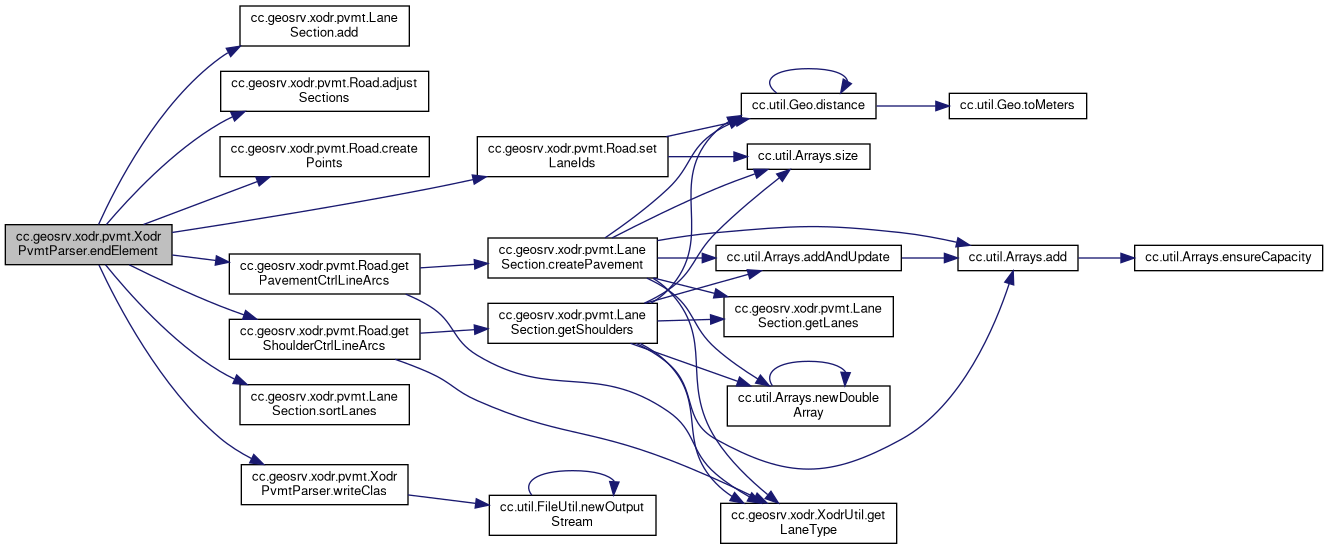 cc.geosrv.xodr.pvmt.Lane
Section.add
cc.geosrv.xodr.pvmt.Road.adjust
Sections
cc.geosrv.xodr.pvmt.Road.create
Points
cc.geosrv.xodr.pvmt.Road.set
LaneIds
cc.util.Geo.distance
cc.util.Geo.toMeters
cc.util.Arrays.size
cc.geosrv.xodr.pvmt.Xodr
PvmtParser.endElement
cc.geosrv.xodr.pvmt.Road.get
PavementCtrlLineArcs
cc.geosrv.xodr.pvmt.Lane
Section.createPavement
cc.util.Arrays.addAndUpdate
cc.util.Arrays.add
cc.util.Arrays.ensureCapacity
cc.geosrv.xodr.pvmt.Road.get
ShoulderCtrlLineArcs
cc.geosrv.xodr.pvmt.Lane
Section.getShoulders
cc.geosrv.xodr.pvmt.Lane
Section.getLanes
cc.geosrv.xodr.pvmt.Lane
Section.sortLanes
cc.util.Arrays.newDouble
Array
cc.geosrv.xodr.pvmt.Xodr
PvmtParser.writeClas
cc.util.FileUtil.newOutput
Stream
cc.geosrv.xodr.XodrUtil.get
LaneType